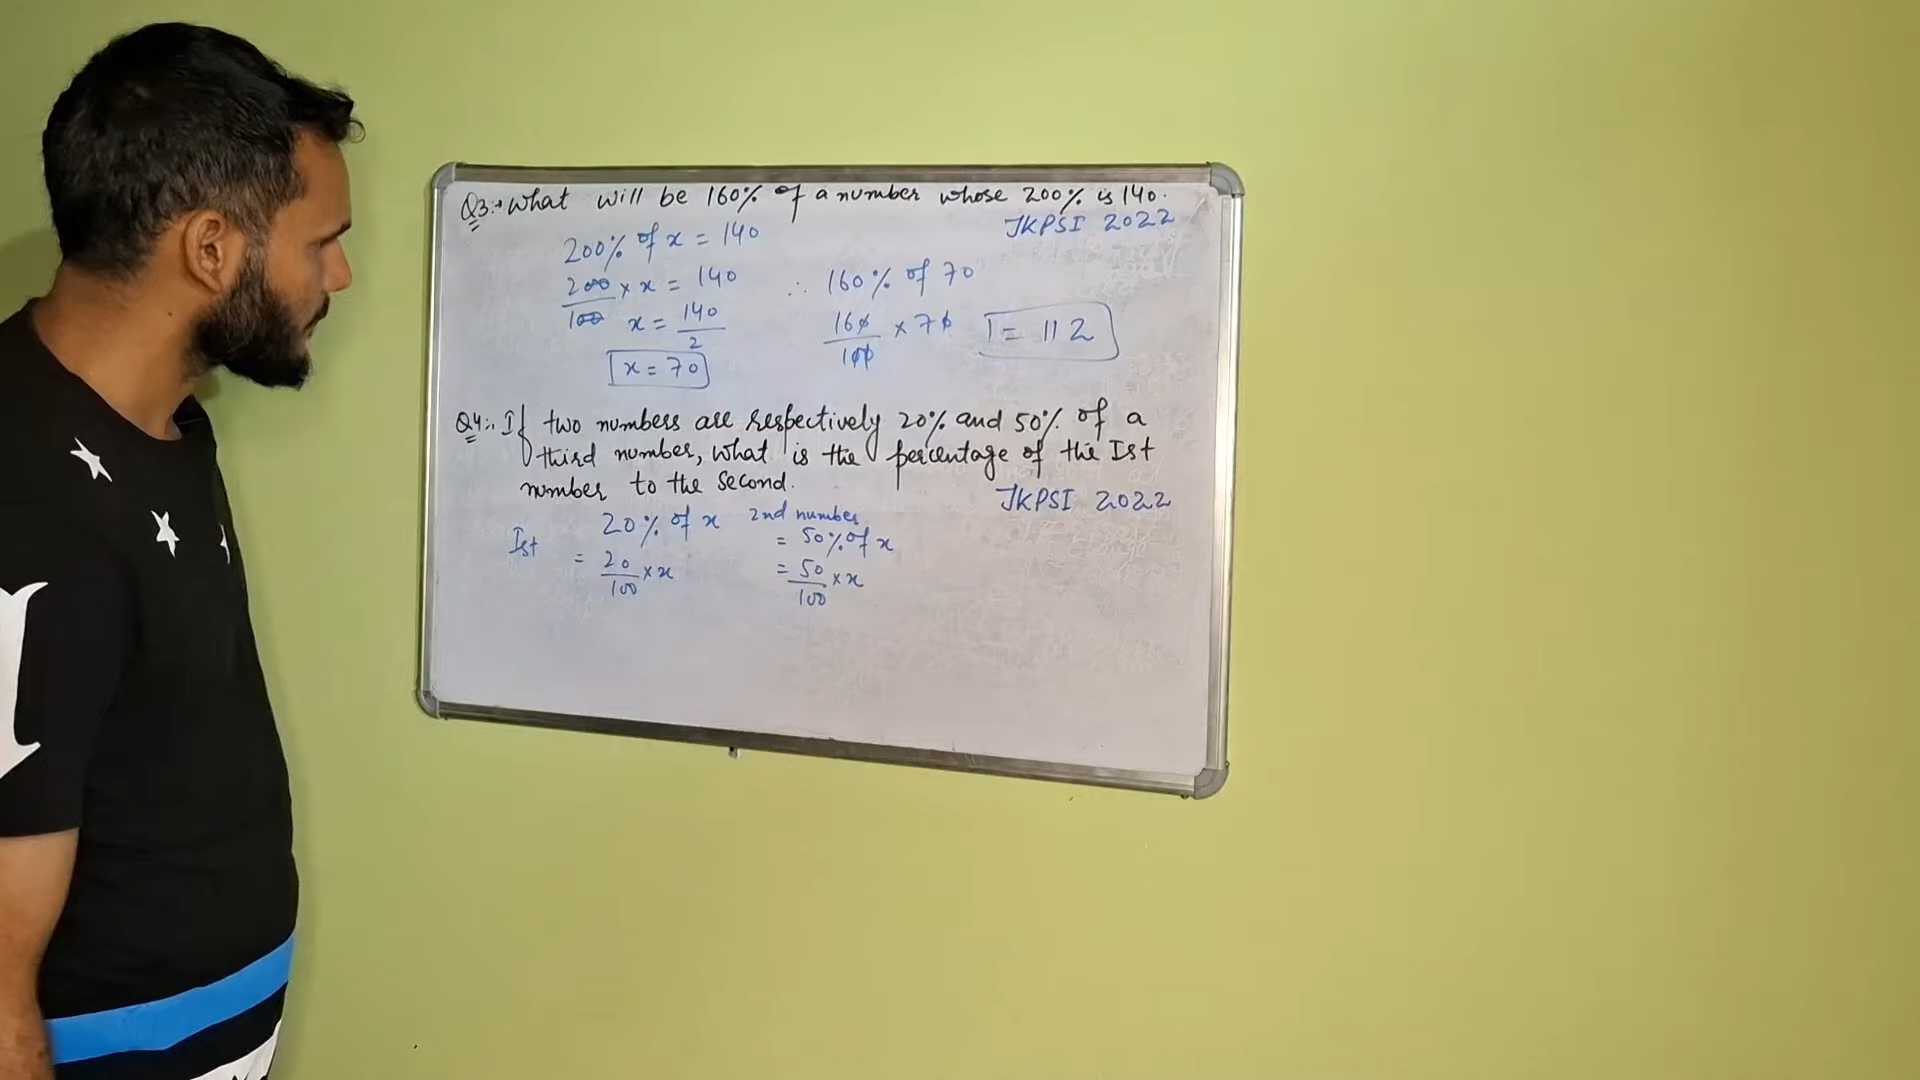 Q3:→ What will be 160% of a number whose 200% is 140.
JKPSI 2022
200% of x = 140
200/100 × x = 140
x = 140/2
x = 70
∴ 160% of 70
160/100 × 70 = 112
Q4:. If two numbers are respectively 20% and 50% of a
third number, what is the percentage of the Ist
number to the second.
JKPSI 2022
Ist 20% of x
= 20/100 × x
2nd number
= 50% of x
= 50/100 × x